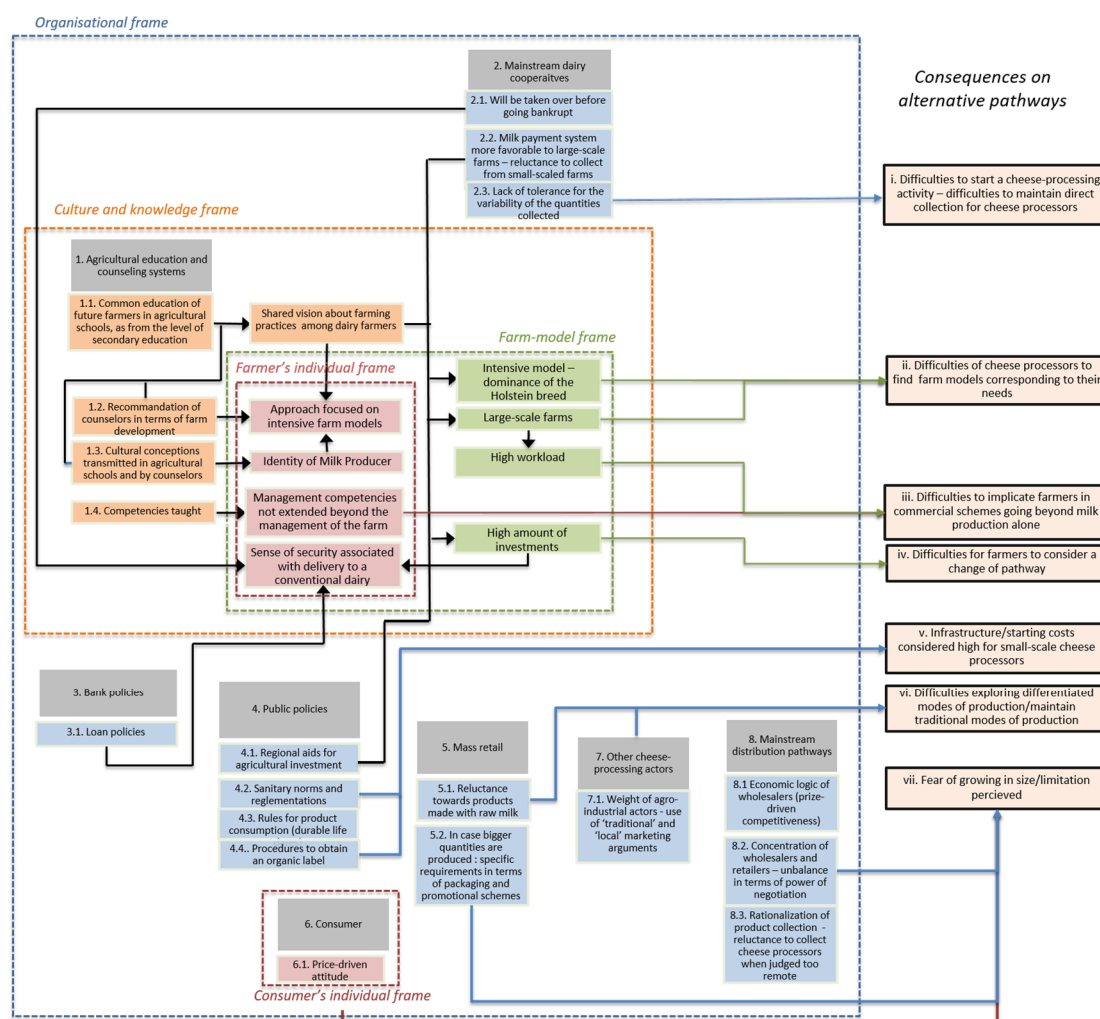 Organisational frame
2. Mainstream dairy
cooperaitves
2.1. Will be taken over before
going bankrupt
2.2. Milk payment system
more favorable to large-scale
farms – reluctance to collect
from small-scaled farms
2.3. Lack of tolerance for the
variability of the quantities
collected
Consequences on
alternative pathways
i. Difficulties to start a cheese-processing
activity – difficulties to maintain direct
collection for cheese processors
Culture and knowledge frame
1. Agricultural education and
counseling systems
1.1. Common education of
future farmers in agricultural
schools, as from the level of
secondary education
Shared vision about farming
practices among dairy farmers
Farm-model frame
Farmer's individual frame
1.2. Recommandation of
counselors in terms of farm
development
Approach focused on
intensive farm models
1.3. Cultural conceptions
transmitted in agricultural
schools and by counselors
Identity of Milk Producer
1.4. Competencies taught
Management competencies
not extended beyond the
management of the farm
Sense of security associated
with delivery to a
conventional dairy
Intensive model –
dominance of the
Holstein breed
Large-scale farms
High workload
High amount of
investments
ii. Difficulties of cheese processors to
find farm models corresponding to their
needs
iii. Difficulties to implicate farmers in
commercial schemes going beyond milk
production alone
iv. Difficulties for farmers to consider a
change of pathway
v. Infrastructure/starting costs
considered high for small-scale cheese
processors
vi. Difficulties exploring differentiated
modes of production/maintain
traditional modes of production
vii. Fear of growing in size/limitation
percieved
3. Bank policies
3.1. Loan policies
4. Public policies
4.1. Regional aids for
agricultural investment
4.2. Sanitary norms and
reglementations
4.3. Rules for product
consumption (durable life
4.4.. Procedures to obtain
an organic label
5. Mass retail
5.1. Reluctance
towards products
made with raw milk
5.2. In case bigger
quantities are
produced : specific
requirements in terms
of packaging and
promotional schemes
7. Other cheese-
processing actors
7.1. Weight of agro-
industrial actors - use
of 'traditional' and
'local' marketing
arguments
8. Mainstream
distribution pathways
8.1 Economic logic of
wholesalers (prize-
driven
competitiveness)
8.2. Concentration of
wholesalers and
retailers – unbalance
in terms of power of
negotiation
8.3. Rationalization of
product collection -
reluctance to collect
cheese processors
when judged too
remote
6. Consumer
6.1. Price-driven
attitude
Consumer's individual frame